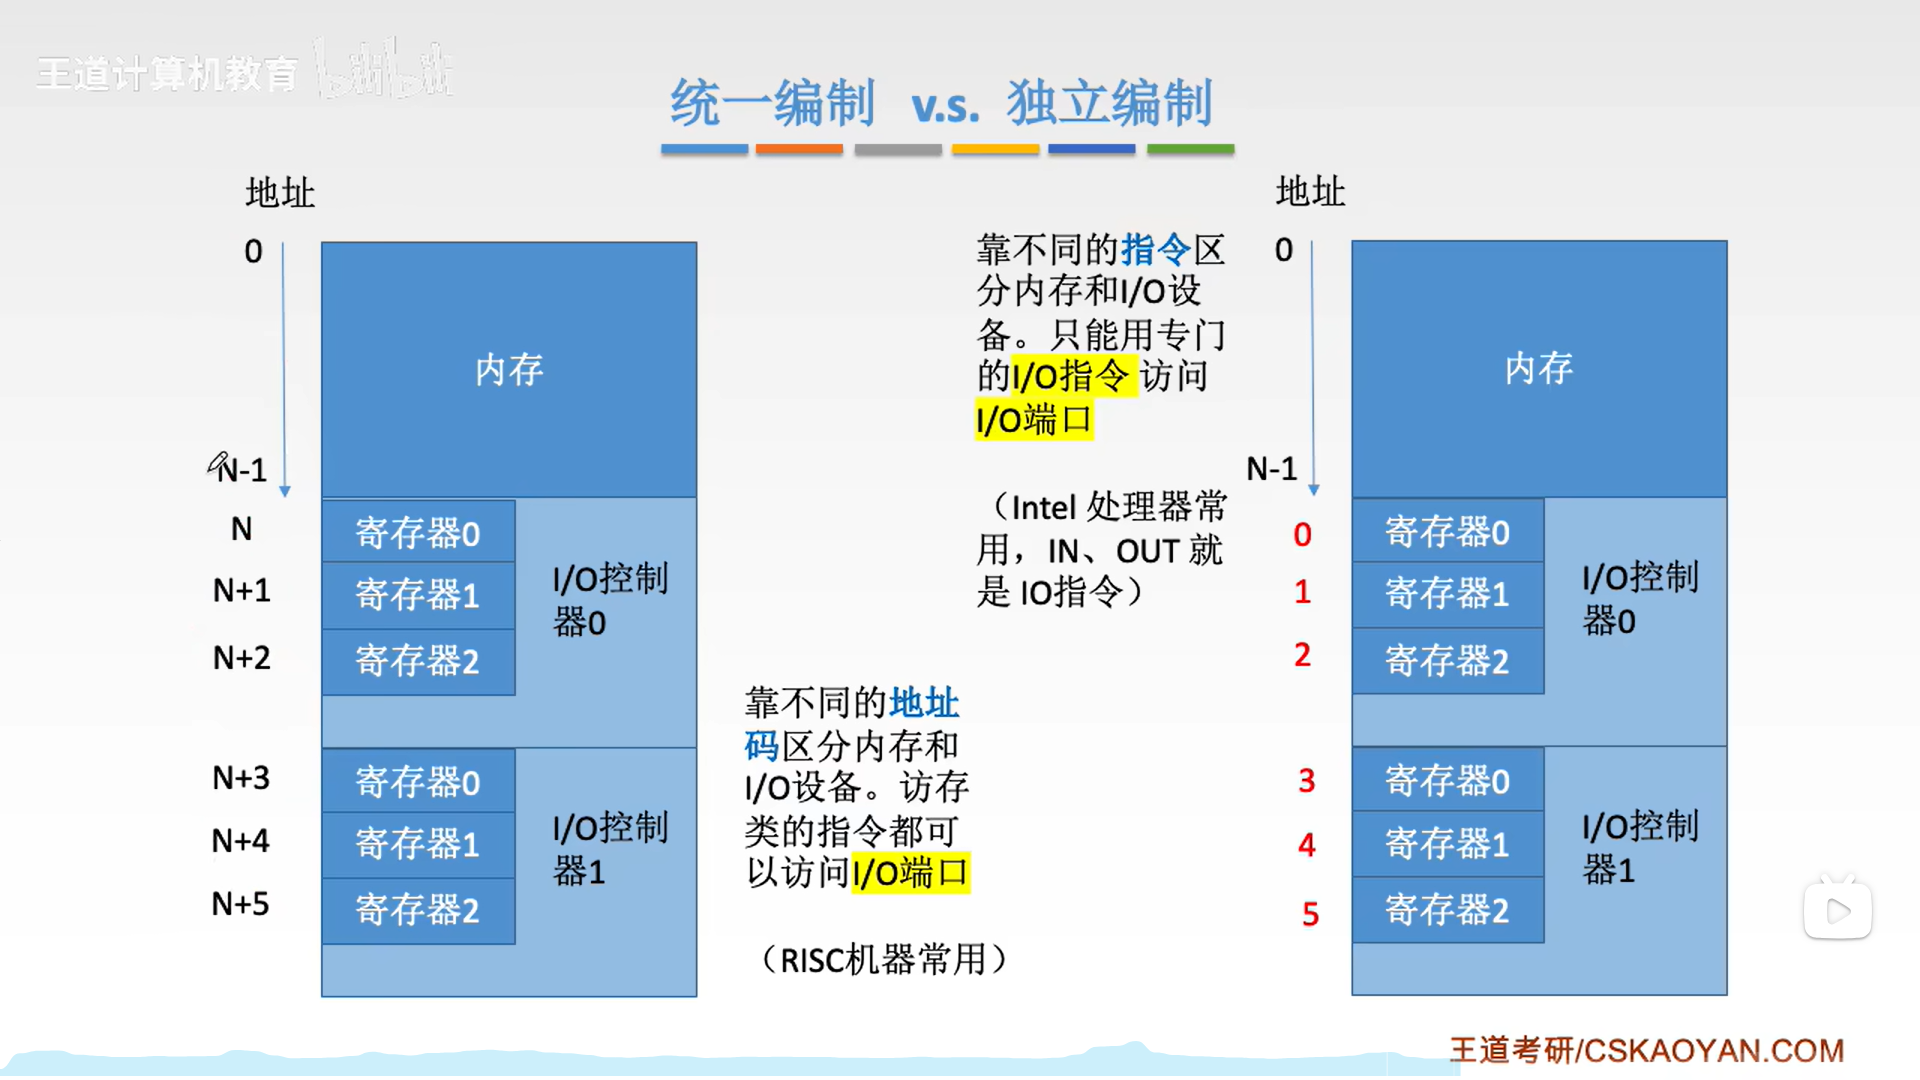 王道计算机教育 bilibili
统一编制 v.s. 独立编制
地址
0
内存
N-1
N
寄存器0
N+1
寄存器1
N+2
寄存器2
I/O控制
器0
N+3
寄存器0
N+4
寄存器1
N+5
寄存器2
I/O控制
器1
靠不同的地址
码区分内存和
I/O设备。访存
类的指令都可
以访问I/O端口
（RISC机器常用）
靠不同的指令区
分内存和I/O设
备。只能用专门
的I/O指令访问
I/O端口
（Intel 处理器常
用，IN、OUT 就
是 IO指令）
地址
0
内存
N-1
0
寄存器0
1
寄存器1
2
寄存器2
I/O控制
器0
3
寄存器0
4
寄存器1
5
寄存器2
I/O控制
器1
王道考研/CSKAOYAN.COM